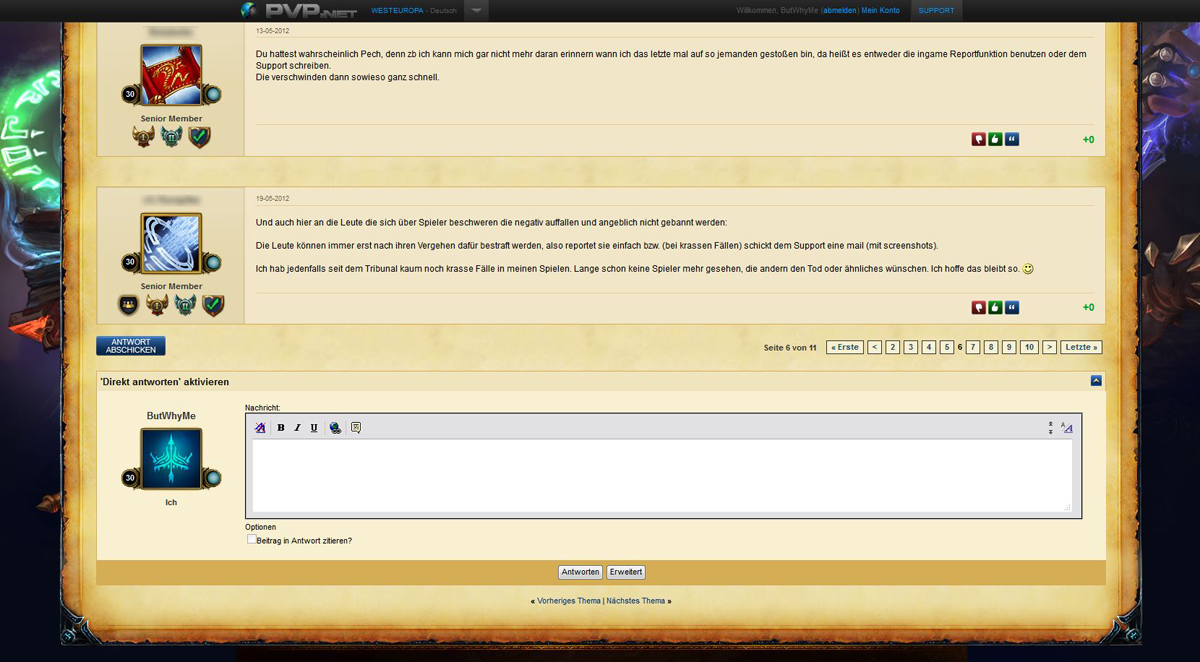 PVP.NET WESTEUROPA - Deutsch Willkommen, ButWhyMe (abmelden) Mein Konto SUPPORT
13-05-2012
Du hattest wahrscheinlich Pech, denn zb ich kann mich gar nicht mehr daran erinnern wann ich das letzte mal auf so jemanden gestoßen bin, da heißt es entweder die ingame Reportfunktion benutzen oder dem
Support schreiben.
Die verschwinden dann sowieso ganz schnell.
30
Senior Member
+0
19-05-2012
Und auch hier an die Leute die sich über Spieler beschweren die negativ auffallen und angeblich nicht gebannt werden:
Die Leute können immer erst nach ihren Vergehen dafür bestraft werden, also reportet sie einfach bzw. (bei krassen Fällen) schickt dem Support eine mail (mit screenshots).
Ich hab jedenfalls seit dem Tribunal kaum noch krasse Fälle in meinen Spielen. Lange schon keine Spieler mehr gesehen, die andern den Tod oder ähnliches wünschen. Ich hoffe das bleibt so.
30
Senior Member
+0
ANTWORT
ABSCHICKEN
Seite 6 von 11 « Erste < 2 3 4 5 6 7 8 9 10 > Letzte »
'Direkt antworten' aktivieren
ButWhyMe
30
Ich
Nachricht:
B I U
Optionen
Beitrag in Antwort zitieren?
Antworten Erweitert
« Vorheriges Thema | Nächstes Thema »